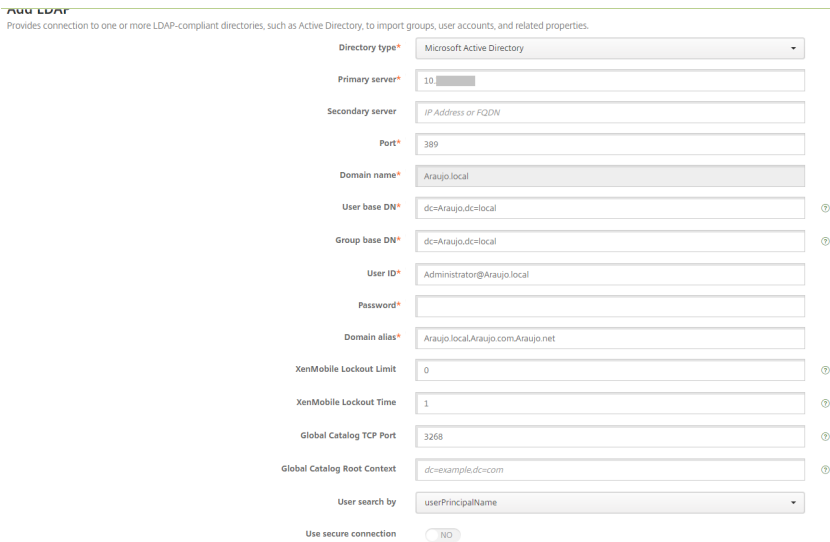 Add LDAP
Provides connection to one or more LDAP-compliant directories, such as Active Directory, to import groups, user accounts, and related properties.
Directory type* Microsoft Active Directory
Primary server* 10.
Secondary server IP Address or FQDN
Port* 389
Domain name* Araujo.local
User base DN* dc=Araujo,dc=local
Group base DN* dc=Araujo,dc=local
User ID* Administrator@Araujo.local
Password*
Domain alias* Araujo.local,Araujo.com,Araujo.net
XenMobile Lockout Limit 0
XenMobile Lockout Time 1
Global Catalog TCP Port 3268
Global Catalog Root Context dc=example,dc=com
User search by userPrincipalName
Use secure connection NO